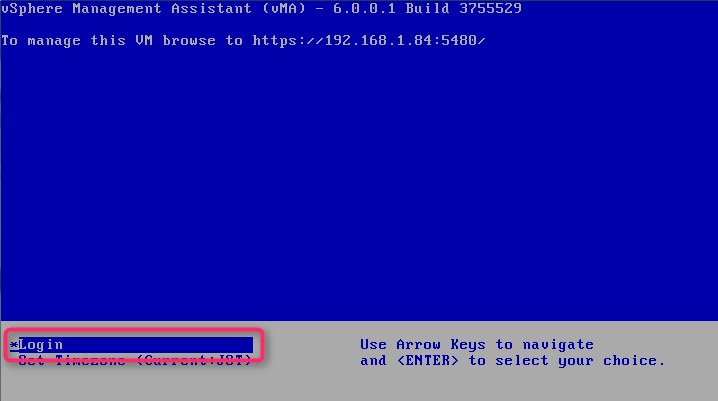 vSphere Management Assistant (vMA) - 6.0.0.1 Build 3755529
To manage this VM browse to https://192.168.1.84:5480/
*Login
Set Timezone (Current:JST)
Use Arrow Keys to navigate
and <ENTER> to select your choice.